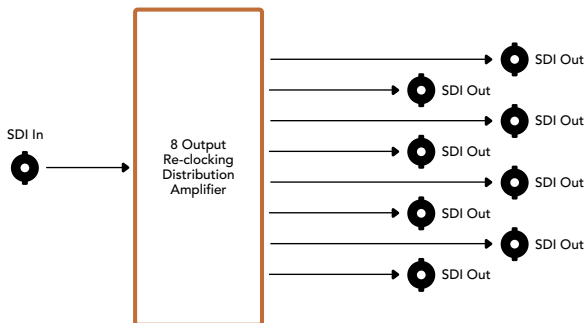 SDI In
8 Output
Re-clocking
Distribution
Amplifier
SDI Out
SDI Out
SDI Out
SDI Out
SDI Out
SDI Out
SDI Out
SDI Out